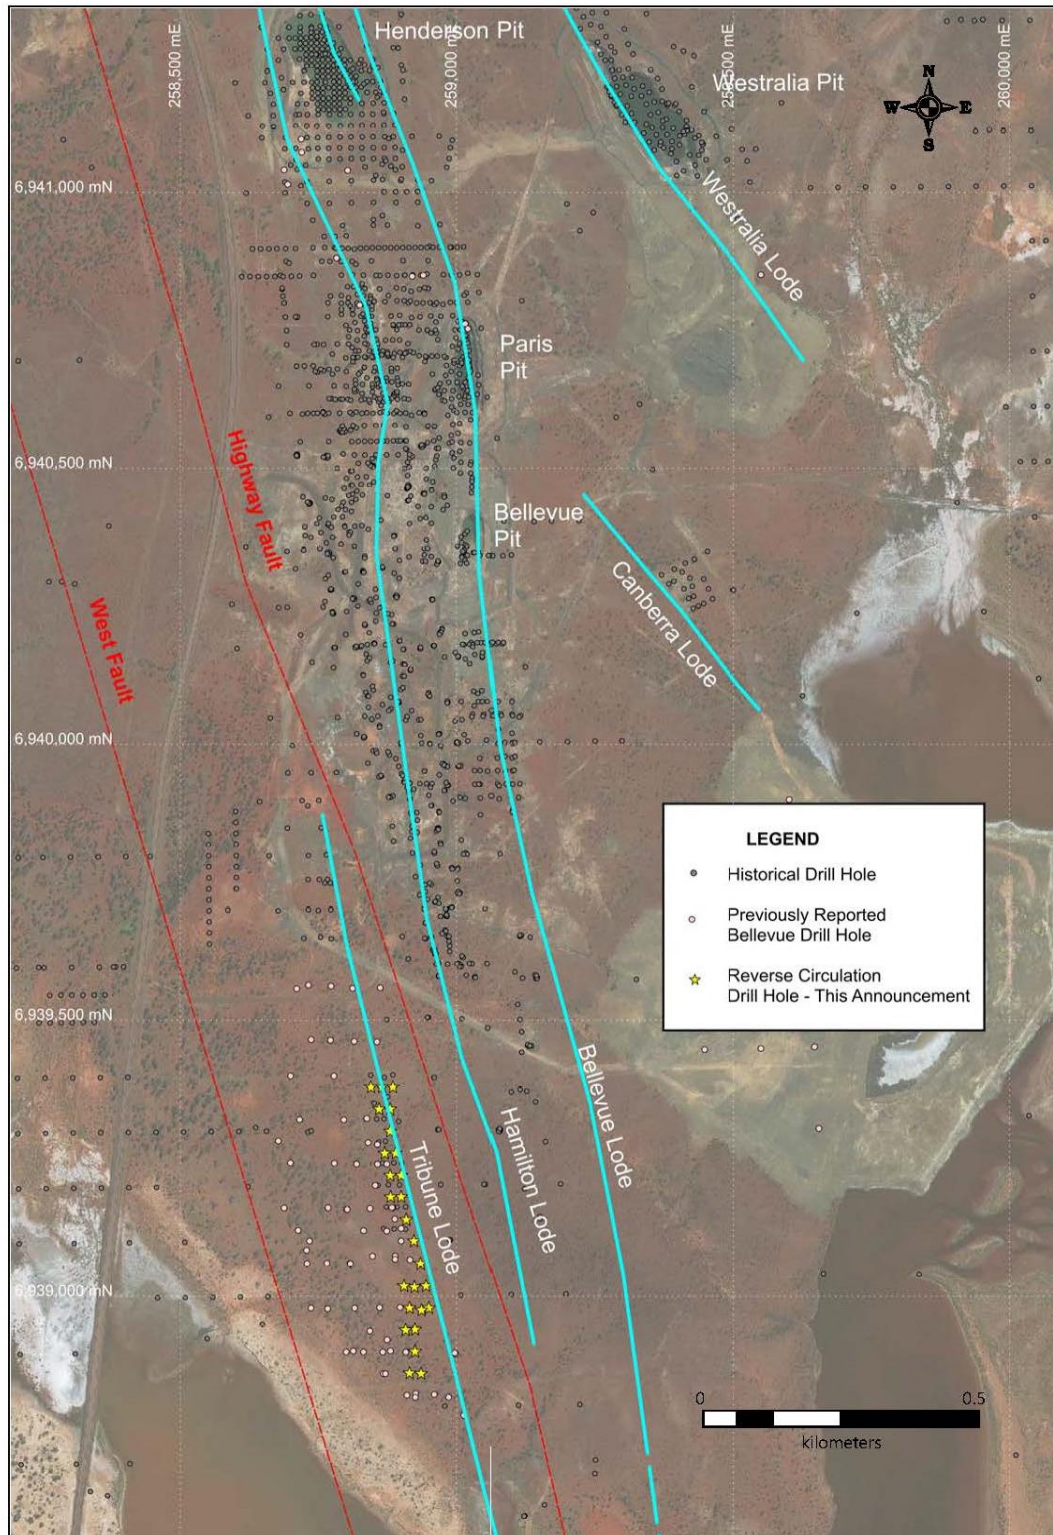 Henderson Pit
258,500 mE
259,000 mE
Westralia Pit
260,000 mE
N
W E
S
6,941,000 mN
Westralia Lode
Paris
Pit
Highway Fault
6,940,500 mN
Bellevue
Pit
Canberra Lode
West Fault
6,940,000 mN
LEGEND
Historical Drill Hole
Previously Reported
Bellevue Drill Hole
Reverse Circulation
Drill Hole - This Announcement
6,939,500 mN
Bellevue Lode
Hamilton Lode
Tribune Lode
6,939,000 mN
0 0.5
kilometers